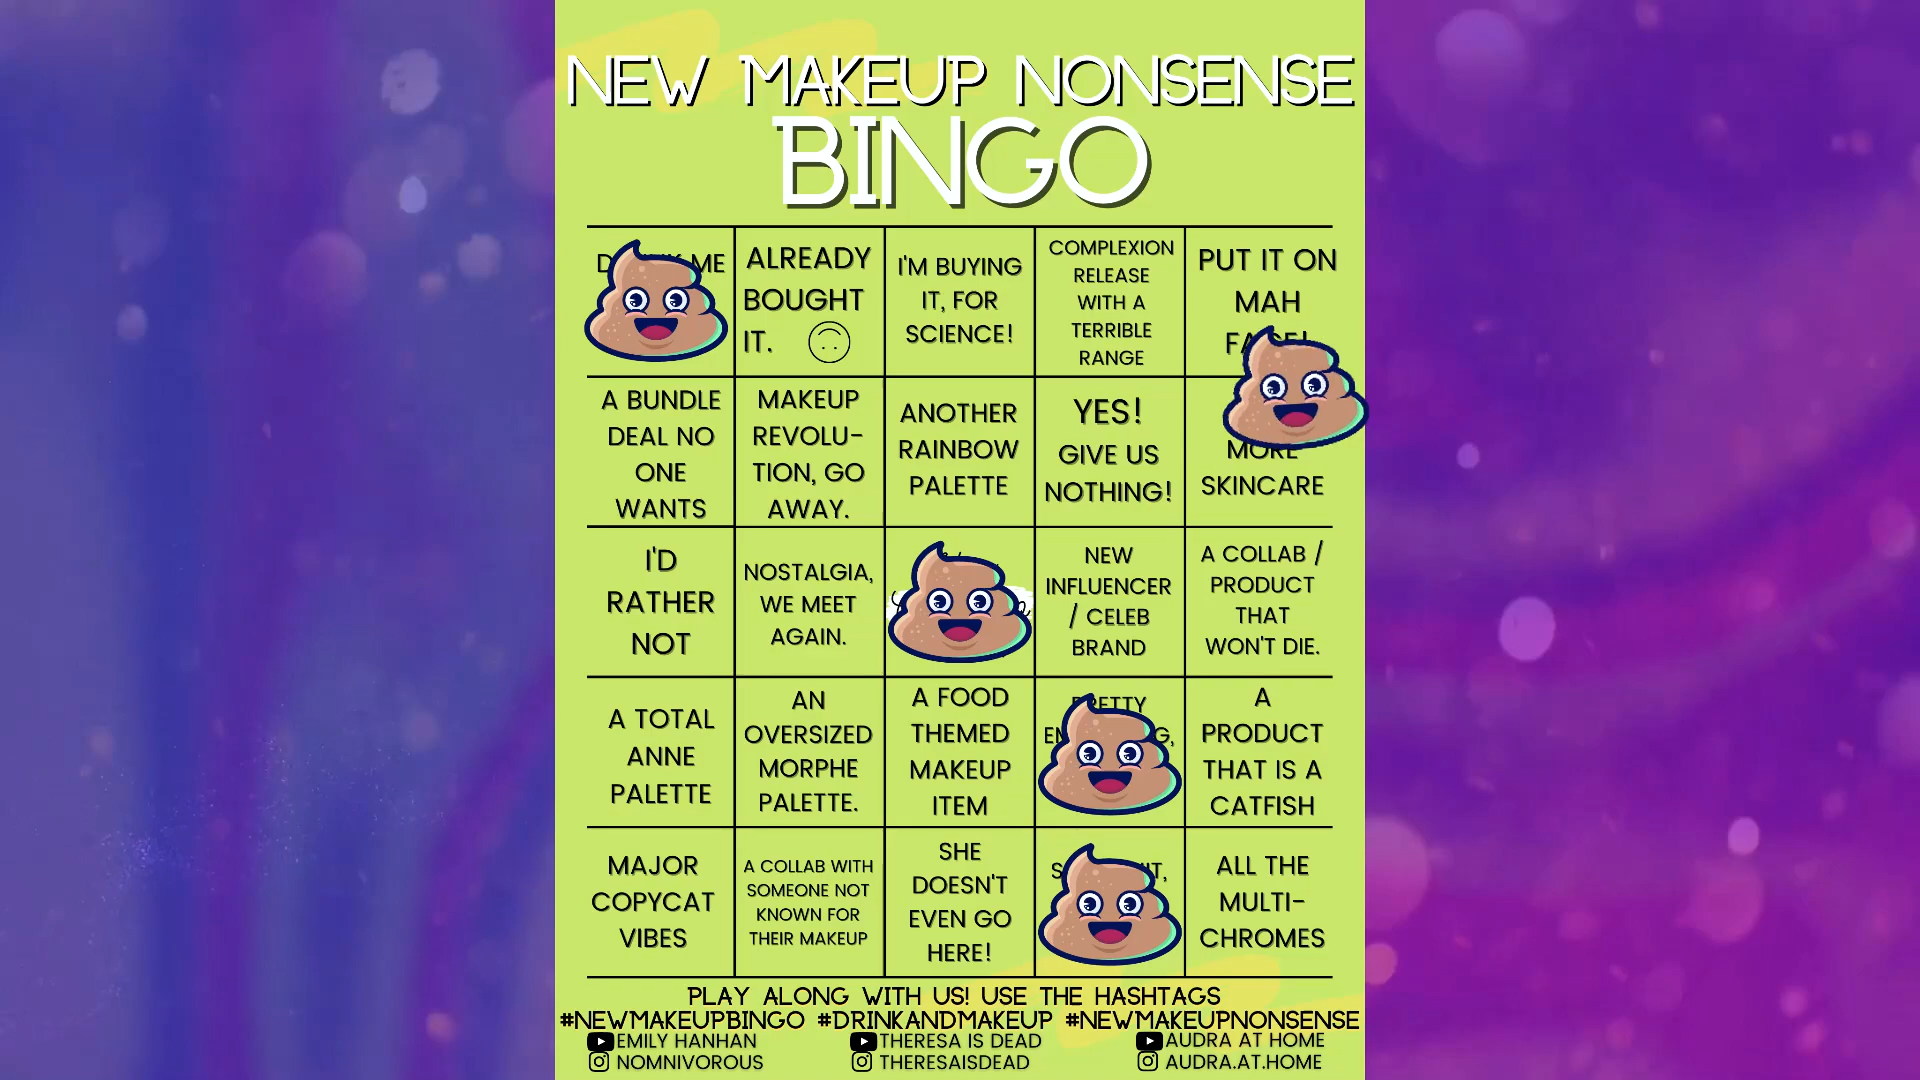 NEW MAKEUP NONSENSE
BINGO
ME
ALREADY
BOUGHT
IT.
I'M BUYING
IT, FOR
SCIENCE!
COMPLEXION
RELEASE
WITH A
TERRIBLE
RANGE
PUT IT ON
MAH
A BUNDLE
DEAL NO
ONE
WANTS
MAKEUP
REVOLU-
TION, GO
AWAY.
ANOTHER
RAINBOW
PALETTE
YES!
GIVE US
NOTHING!
MORE
SKINCARE
I'D
RATHER
NOT
NOSTALGIA,
WE MEET
AGAIN.
NEW
INFLUENCER
/ CELEB
BRAND
A COLLAB /
PRODUCT
THAT
WON'T DIE.
A TOTAL
ANNE
PALETTE
AN
OVERSIZED
MORPHE
PALETTE.
A FOOD
THEMED
MAKEUP
ITEM
PRETTY
A
PRODUCT
THAT IS A
CATFISH
MAJOR
COPYCAT
VIBES
A COLLAB WITH
SOMEONE NOT
KNOWN FOR
THEIR MAKEUP
SHE
DOESN'T
EVEN GO
HERE!
ALL THE
MULTI-
CHROMES
PLAY ALONG WITH US! USE THE HASHTAGS
#NEWMAKEUPBINGO #DRINKANDMAKEUP #NEWMAKEUPNONSENSE
EMILY HANHAN
NOMNIVOROUS
THERESA IS DEAD
THERESAISDEAD
AUDRA AT HOME
AUDRA.AT.HOME